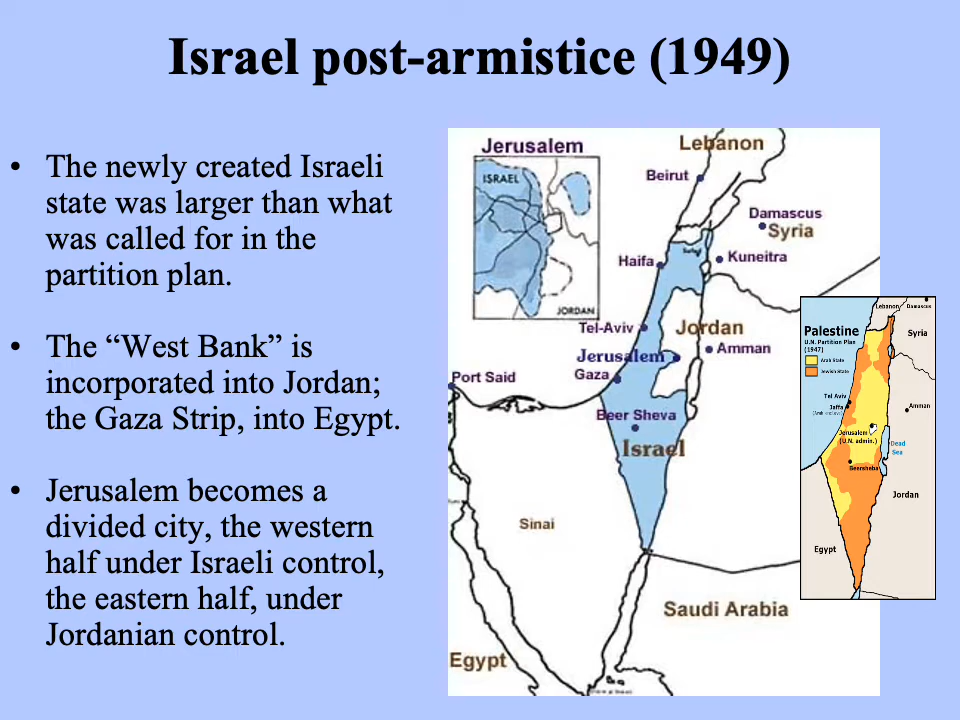 Israel post-armistice (1949)
• The newly created Israeli
state was larger than what
was called for in the
partition plan.
• The “West Bank” is
incorporated into Jordan;
the Gaza Strip, into Egypt.
• Jerusalem becomes a
divided city, the western
half under Israeli control,
the eastern half, under
Jordanian control.
Jerusalem
ISRAEL
JORDAN
Lebanon
Beirut
Damascus
Syria
Haifa
Kuneitra
Tel-Aviv
Jordan
Jerusalem
Amman
Gaza
Port Said
Beer Sheva
Israel
Sinai
Saudi Arabia
Egypt
Lebanon
Damascus
Palestine
U.N. Partition Plan
(1947)
Arab State
Jewish State
Syria
Tel Aviv
Jaffa
Amman
Jerusalem
(U.N. admin.)
Dead
Sea
Beersheba
Jordan
Egypt